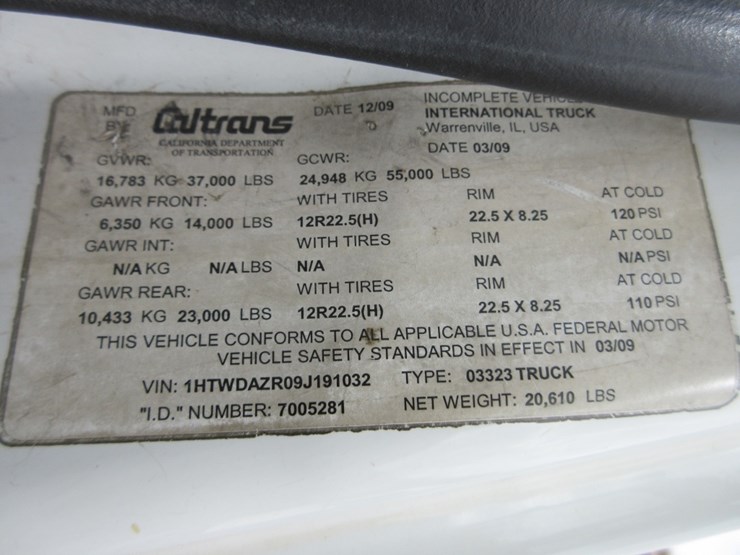 MFD DATE 12/09 INCOMPLETE
BY: Caltrans INTERNATIONAL TRUCK
CALIFORNIA DEPARTMENT Warrenville, IL, USA
OF TRANSPORTATION DATE 03/09
GVWR: GCWR:
16,783 KG 37,000 LBS 24,948 KG 55,000 LBS
GAWR FRONT: WITH TIRES RIM AT COLD
6,350 KG 14,000 LBS 12R22.5(H) 22.5 X 8.25 120 PSI
GAWR INT: WITH TIRES RIM AT COLD
N/A KG N/A LBS N/A N/A N/A PSI
GAWR REAR: WITH TIRES RIM AT COLD
10,433 KG 23,000 LBS 12R22.5(H) 22.5 X 8.25 110 PSI
THIS VEHICLE CONFORMS TO ALL APPLICABLE U.S.A. FEDERAL MOTOR
VEHICLE SAFETY STANDARDS IN EFFECT IN 03/09
VIN: 1HTWDAZR09J191032 TYPE: 03323 TRUCK
"I.D." NUMBER: 7005281 NET WEIGHT: 20,610 LBS